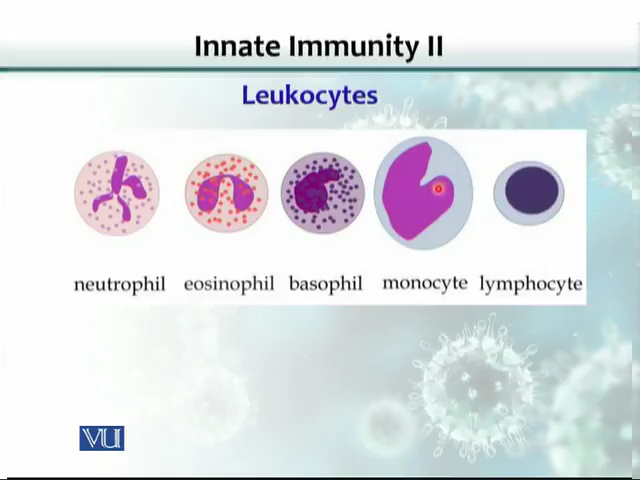 Innate Immunity II
Leukocytes
neutrophil eosinophil basophil monocyte lymphocyte
VU